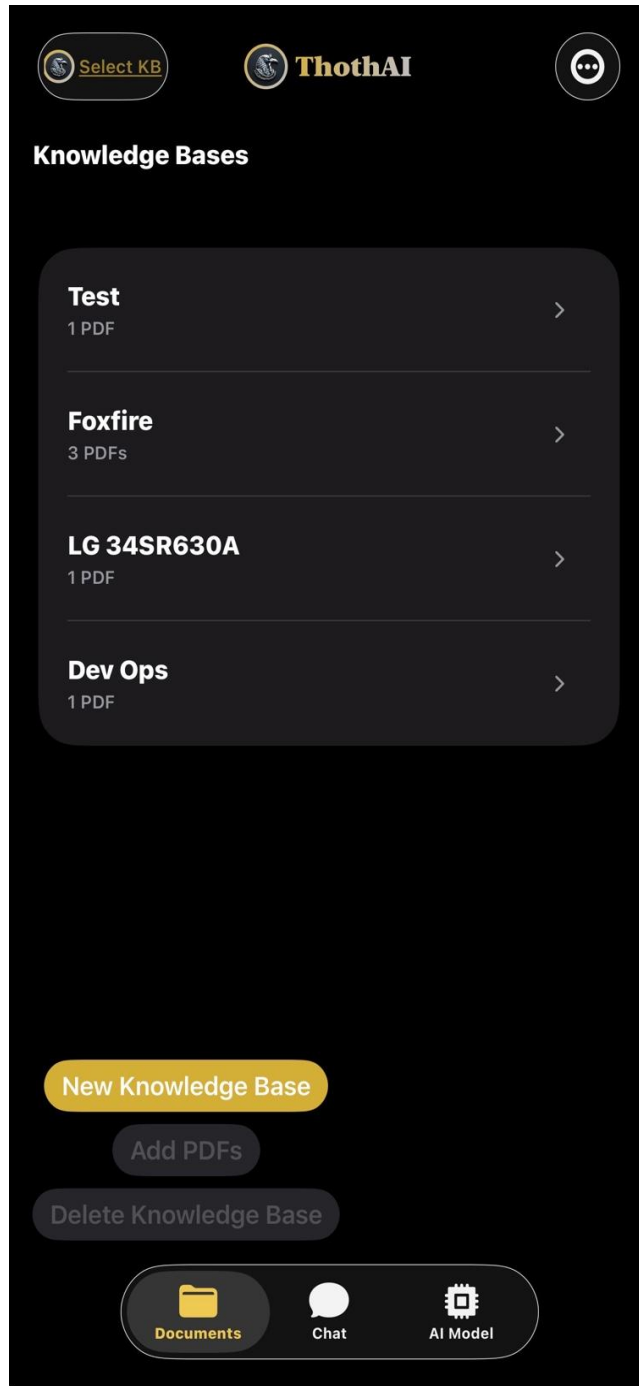 Select KB
ThothAI
Knowledge Bases
Test
1 PDF
Foxfire
3 PDFs
LG 34SR630A
1 PDF
Dev Ops
1 PDF
New Knowledge Base
Add PDFs
Delete Knowledge Base
Documents
Chat
AI Model